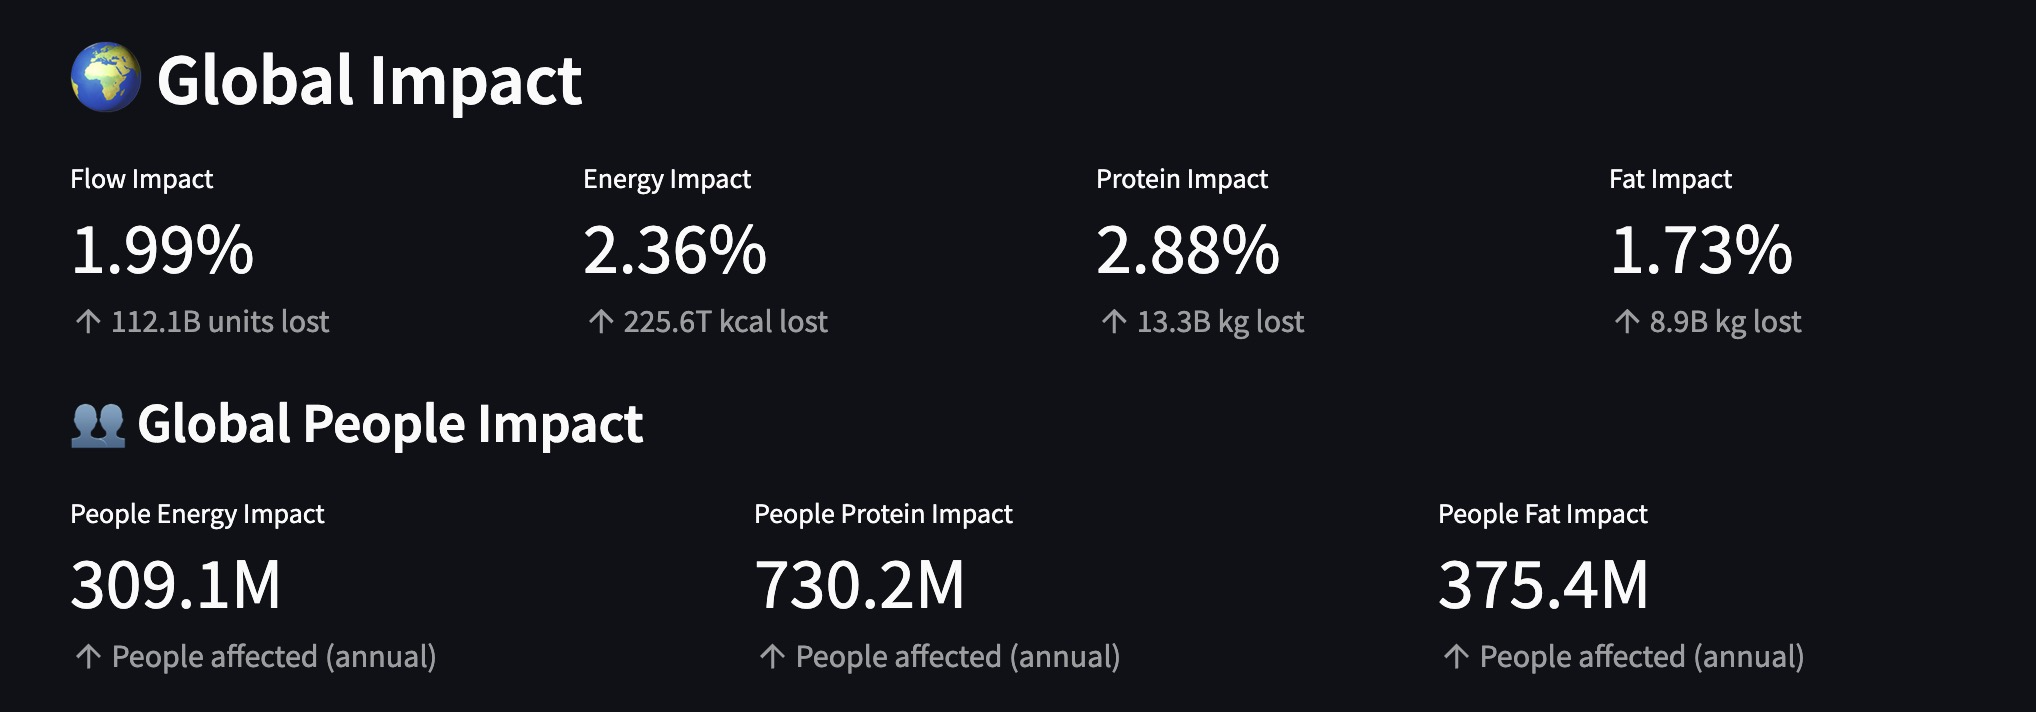 🌍 Global Impact
Flow Impact
1.99%
↑ 112.1B units lost
Energy Impact
2.36%
↑ 225.6T kcal lost
Protein Impact
2.88%
↑ 13.3B kg lost
Fat Impact
1.73%
↑ 8.9B kg lost
👥 Global People Impact
People Energy Impact
309.1M
↑ People affected (annual)
People Protein Impact
730.2M
↑ People affected (annual)
People Fat Impact
375.4M
↑ People affected (annual)